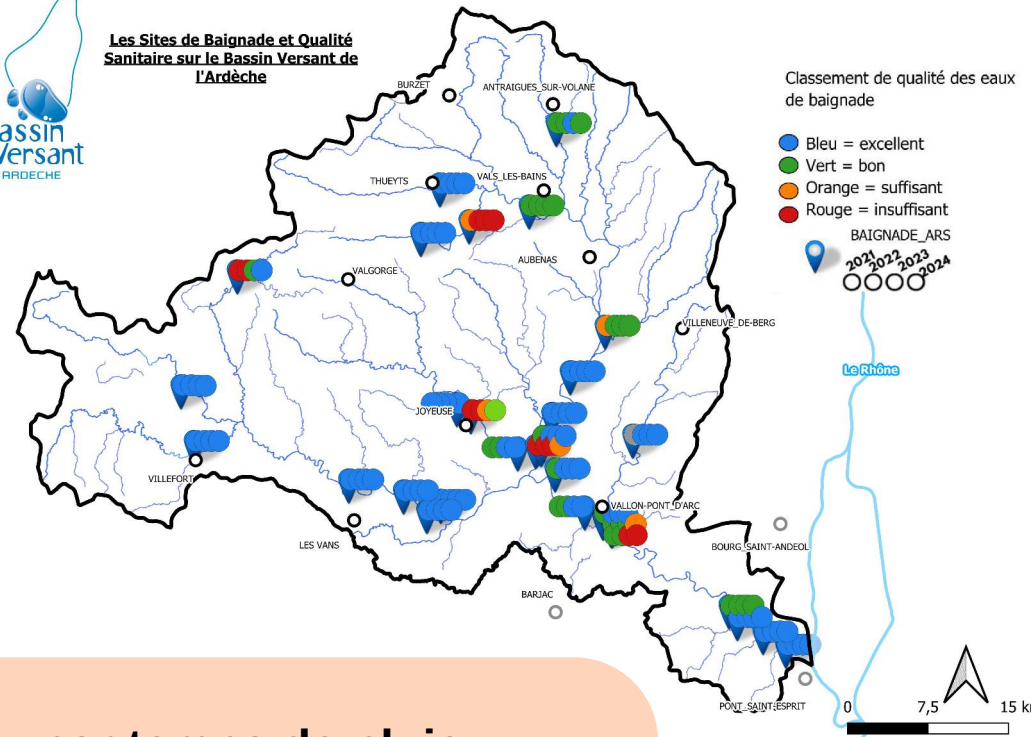 Les Sites de Baignade et Qualité
Sanitaire sur le Bassin Versant de
l'Ardèche
Versant
ARDECHE
Classement de qualité des eaux
de baignade
Bleu = excellent
Vert = bon
Orange = suffisant
Rouge = insuffisant
BAIGNADE_ARS
2021
2022
2023
2024
BURZET
ANTRAIGUES_SUR-VOLANE
THUEYTS
VALS_LES-BAINS
AUBENAS
VALGORGE
VILLENEUVE_DE-BERG
Le Rhône
JOYEUSE
VILLEFORT
VALLON-PONT_D'ARC
LES VANS
BOURG_SAINT-ANDEOL
BARJAC
PONT_SAINT-ESPRIT
0 7,5 15 km